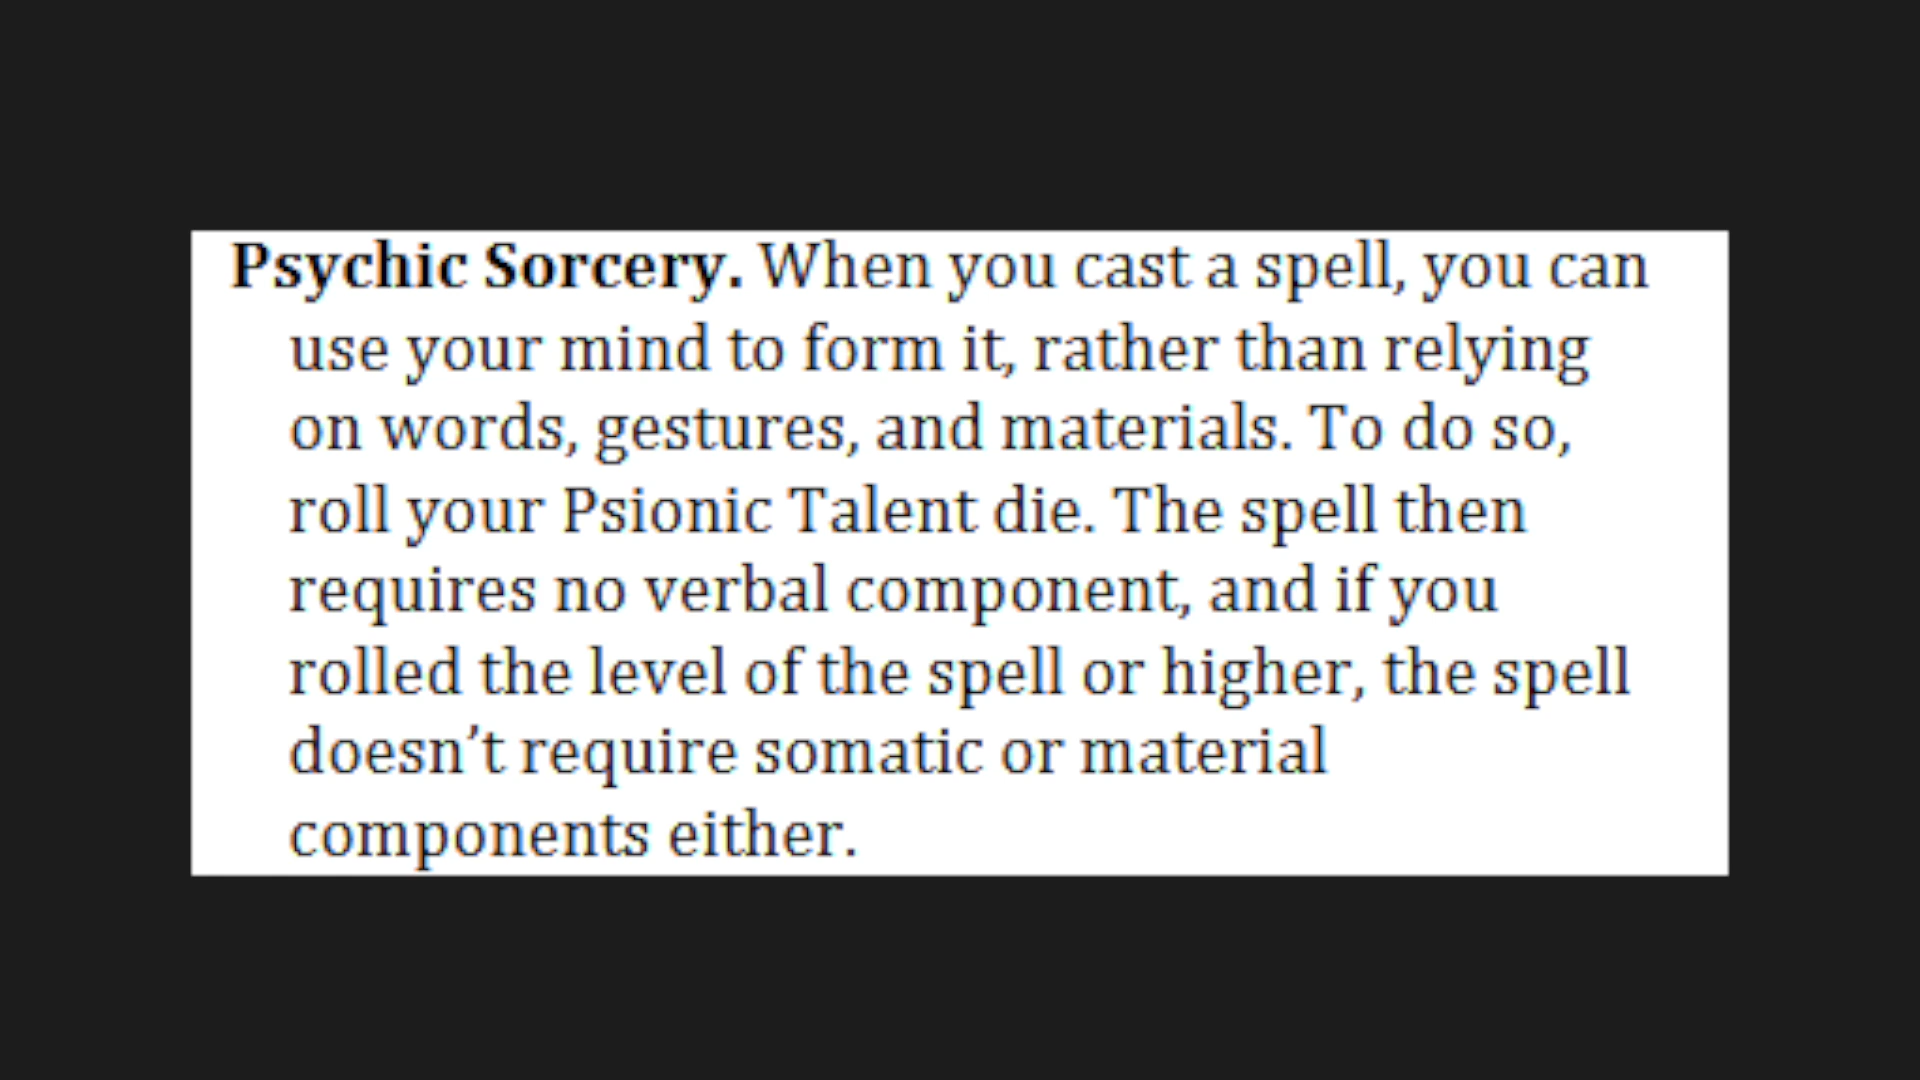 Psychic Sorcery. When you cast a spell, you can
use your mind to form it, rather than relying
on words, gestures, and materials. To do so,
roll your Psionic Talent die. The spell then
requires no verbal component, and if you
rolled the level of the spell or higher, the spell
doesn’t require somatic or material
components either.